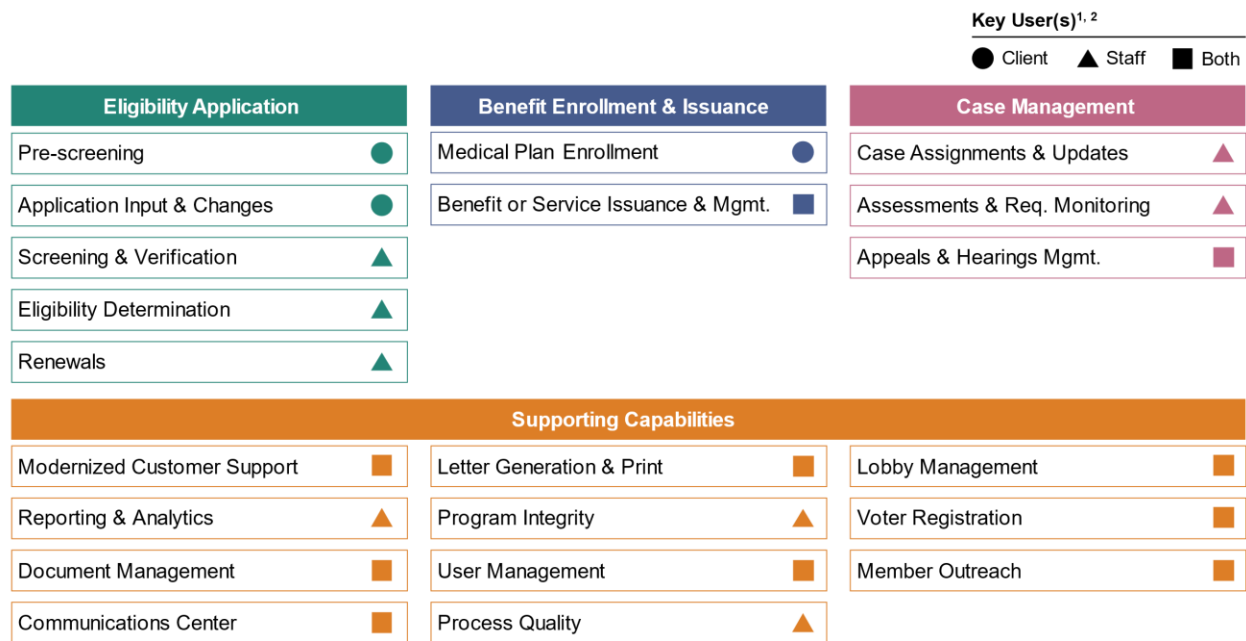 Key User(s)1, 2
Client Staff Both
Eligibility Application
Pre-screening
Application Input & Changes
Screening & Verification
Eligibility Determination
Renewals
Benefit Enrollment & Issuance
Medical Plan Enrollment
Benefit or Service Issuance & Mgmt.
Case Management
Case Assignments & Updates
Assessments & Req. Monitoring
Appeals & Hearings Mgmt.
Supporting Capabilities
Modernized Customer Support
Reporting & Analytics
Document Management
Communications Center
Letter Generation & Print
Program Integrity
User Management
Process Quality
Lobby Management
Voter Registration
Member Outreach